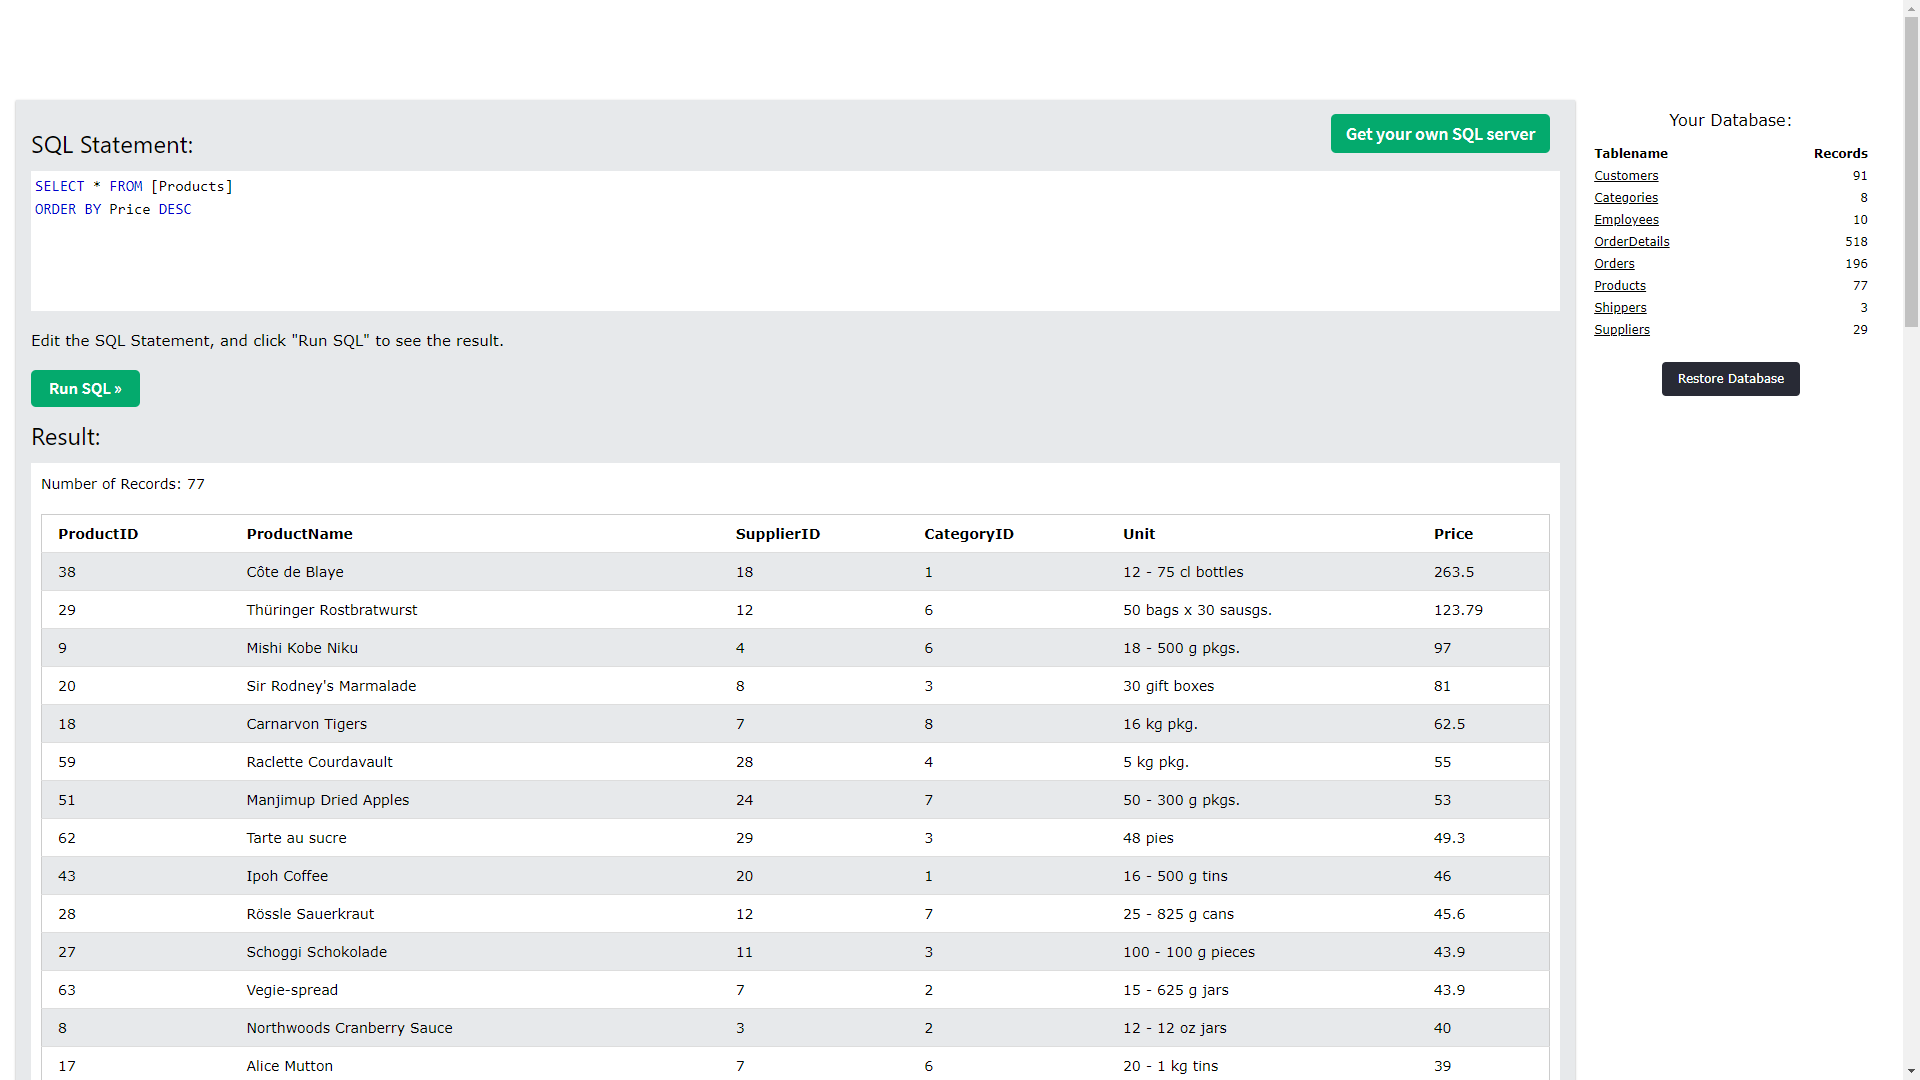 Get your own SQL server
SQL Statement:
SELECT * FROM [Products]
ORDER BY Price DESC
Edit the SQL Statement, and click "Run SQL" to see the result.
Run SQL »
Result:
Number of Records: 77
ProductID ProductName SupplierID CategoryID Unit Price
38 Côte de Blaye 18 1 12 - 75 cl bottles 263.5
29 Thüringer Rostbratwurst 12 6 50 bags x 30 sausgs. 123.79
9 Mishi Kobe Niku 4 6 18 - 500 g pkgs. 97
20 Sir Rodney's Marmalade 8 3 30 gift boxes 81
18 Carnarvon Tigers 7 8 16 kg pkg. 62.5
59 Raclette Courdavault 28 4 5 kg pkg. 55
51 Manjimup Dried Apples 24 7 50 - 300 g pkgs. 53
62 Tarte au sucre 29 3 48 pies 49.3
43 Ipoh Coffee 20 1 16 - 500 g tins 46
28 Rössle Sauerkraut 12 7 25 - 825 g cans 45.6
27 Schoggi Schokolade 11 3 100 - 100 g pieces 43.9
63 Vegie-spread 7 2 15 - 625 g jars 43.9
8 Northwoods Cranberry Sauce 3 2 12 - 12 oz jars 40
17 Alice Mutton 7 6 20 - 1 kg tins 39
Your Database:
Tablename Records
Customers 91
Categories 8
Employees 10
OrderDetails 518
Orders 196
Products 77
Shippers 3
Suppliers 29
Restore Database